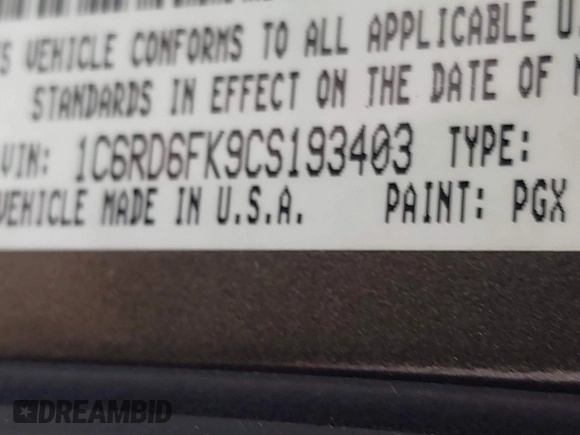 S VEHICLE CONFORMS TO ALL APPLICABLE U.
STANDARDS IN EFFECT ON THE DATE OF
VIN: 1C6RD6FK9CS193403 TYPE:
VEHICLE MADE IN U.S.A. PAINT: PGX
DREAMBID